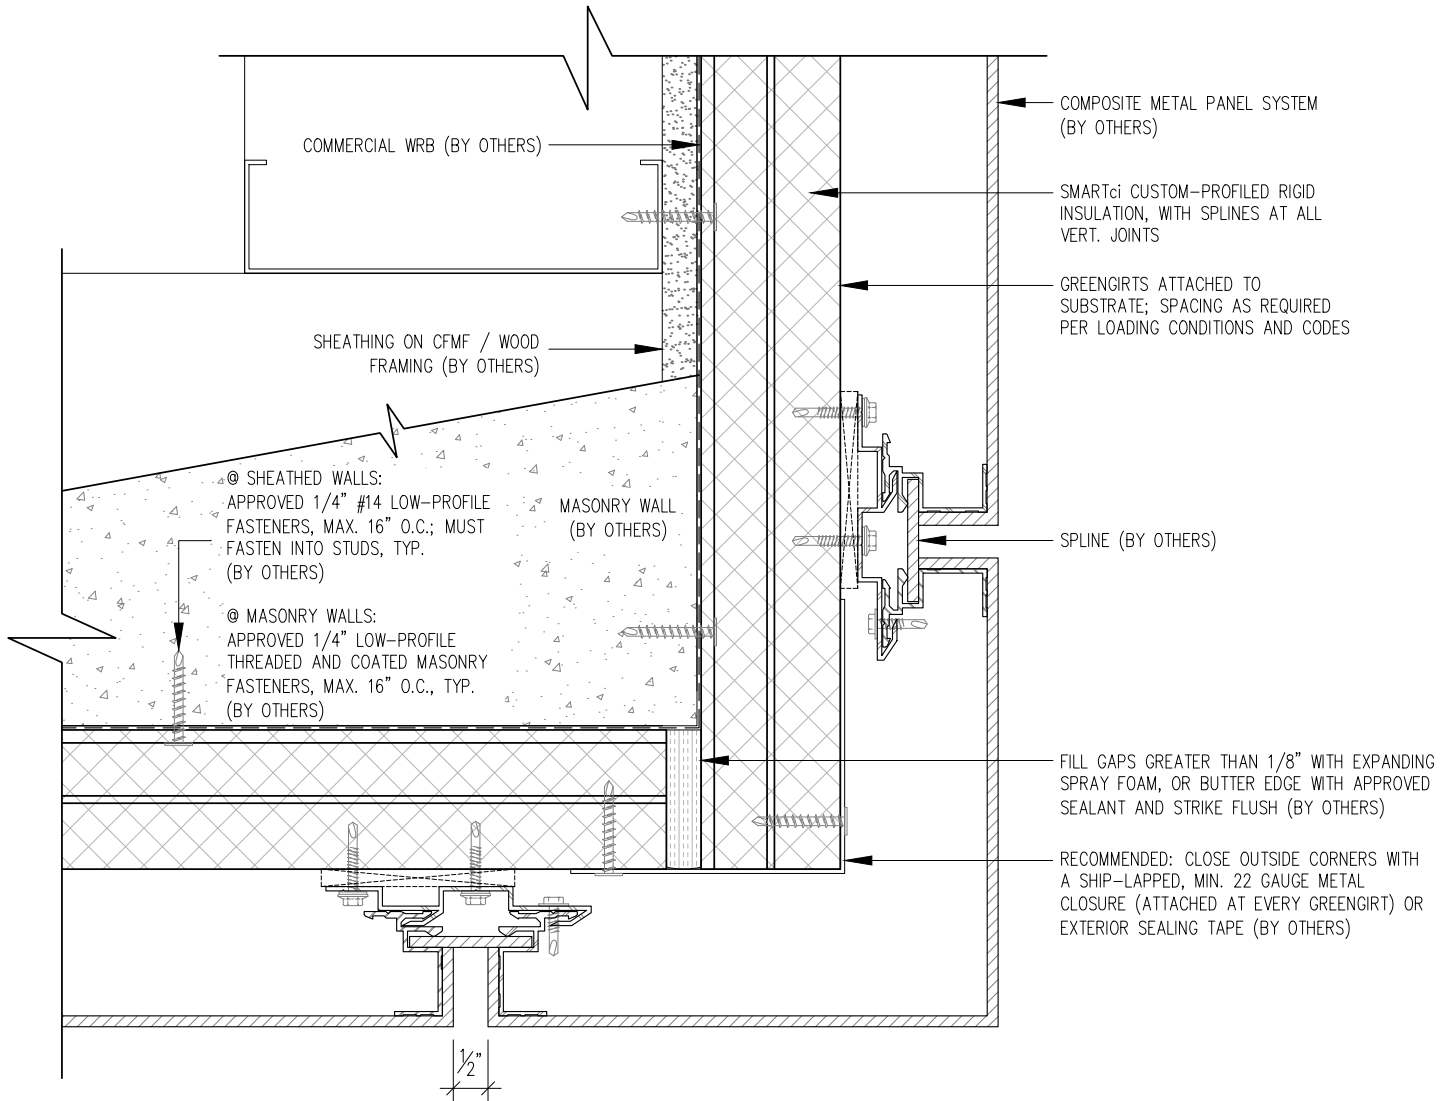 COMMERCIAL WRB (BY OTHERS)
SHEATHING ON CFMF / WOOD
FRAMING (BY OTHERS)
@ SHEATHED WALLS:
APPROVED 1/4" #14 LOW-PROFILE
FASTENERS, MAX. 16" O.C.; MUST
FASTEN INTO STUDS, TYP.
(BY OTHERS)
@ MASONRY WALLS:
APPROVED 1/4" LOW-PROFILE
THREADED AND COATED MASONRY
FASTENERS, MAX. 16" O.C., TYP.
(BY OTHERS)
MASONRY WALL
(BY OTHERS)
COMPOSITE METAL PANEL SYSTEM
(BY OTHERS)
SMARTci CUSTOM-PROFILED RIGID
INSULATION, WITH SPLINES AT ALL
VERT. JOINTS
GREENGIRTS ATTACHED TO
SUBSTRATE; SPACING AS REQUIRED
PER LOADING CONDITIONS AND CODES
SPLINE (BY OTHERS)
FILL GAPS GREATER THAN 1/8" WITH EXPANDING
SPRAY FOAM, OR BUTTER EDGE WITH APPROVED
SEALANT AND STRIKE FLUSH (BY OTHERS)
RECOMMENDED: CLOSE OUTSIDE CORNERS WITH
A SHIP-LAPPED, MIN. 22 GAUGE METAL
CLOSURE (ATTACHED AT EVERY GREENGIRT) OR
EXTERIOR SEALING TAPE (BY OTHERS)
1/2"